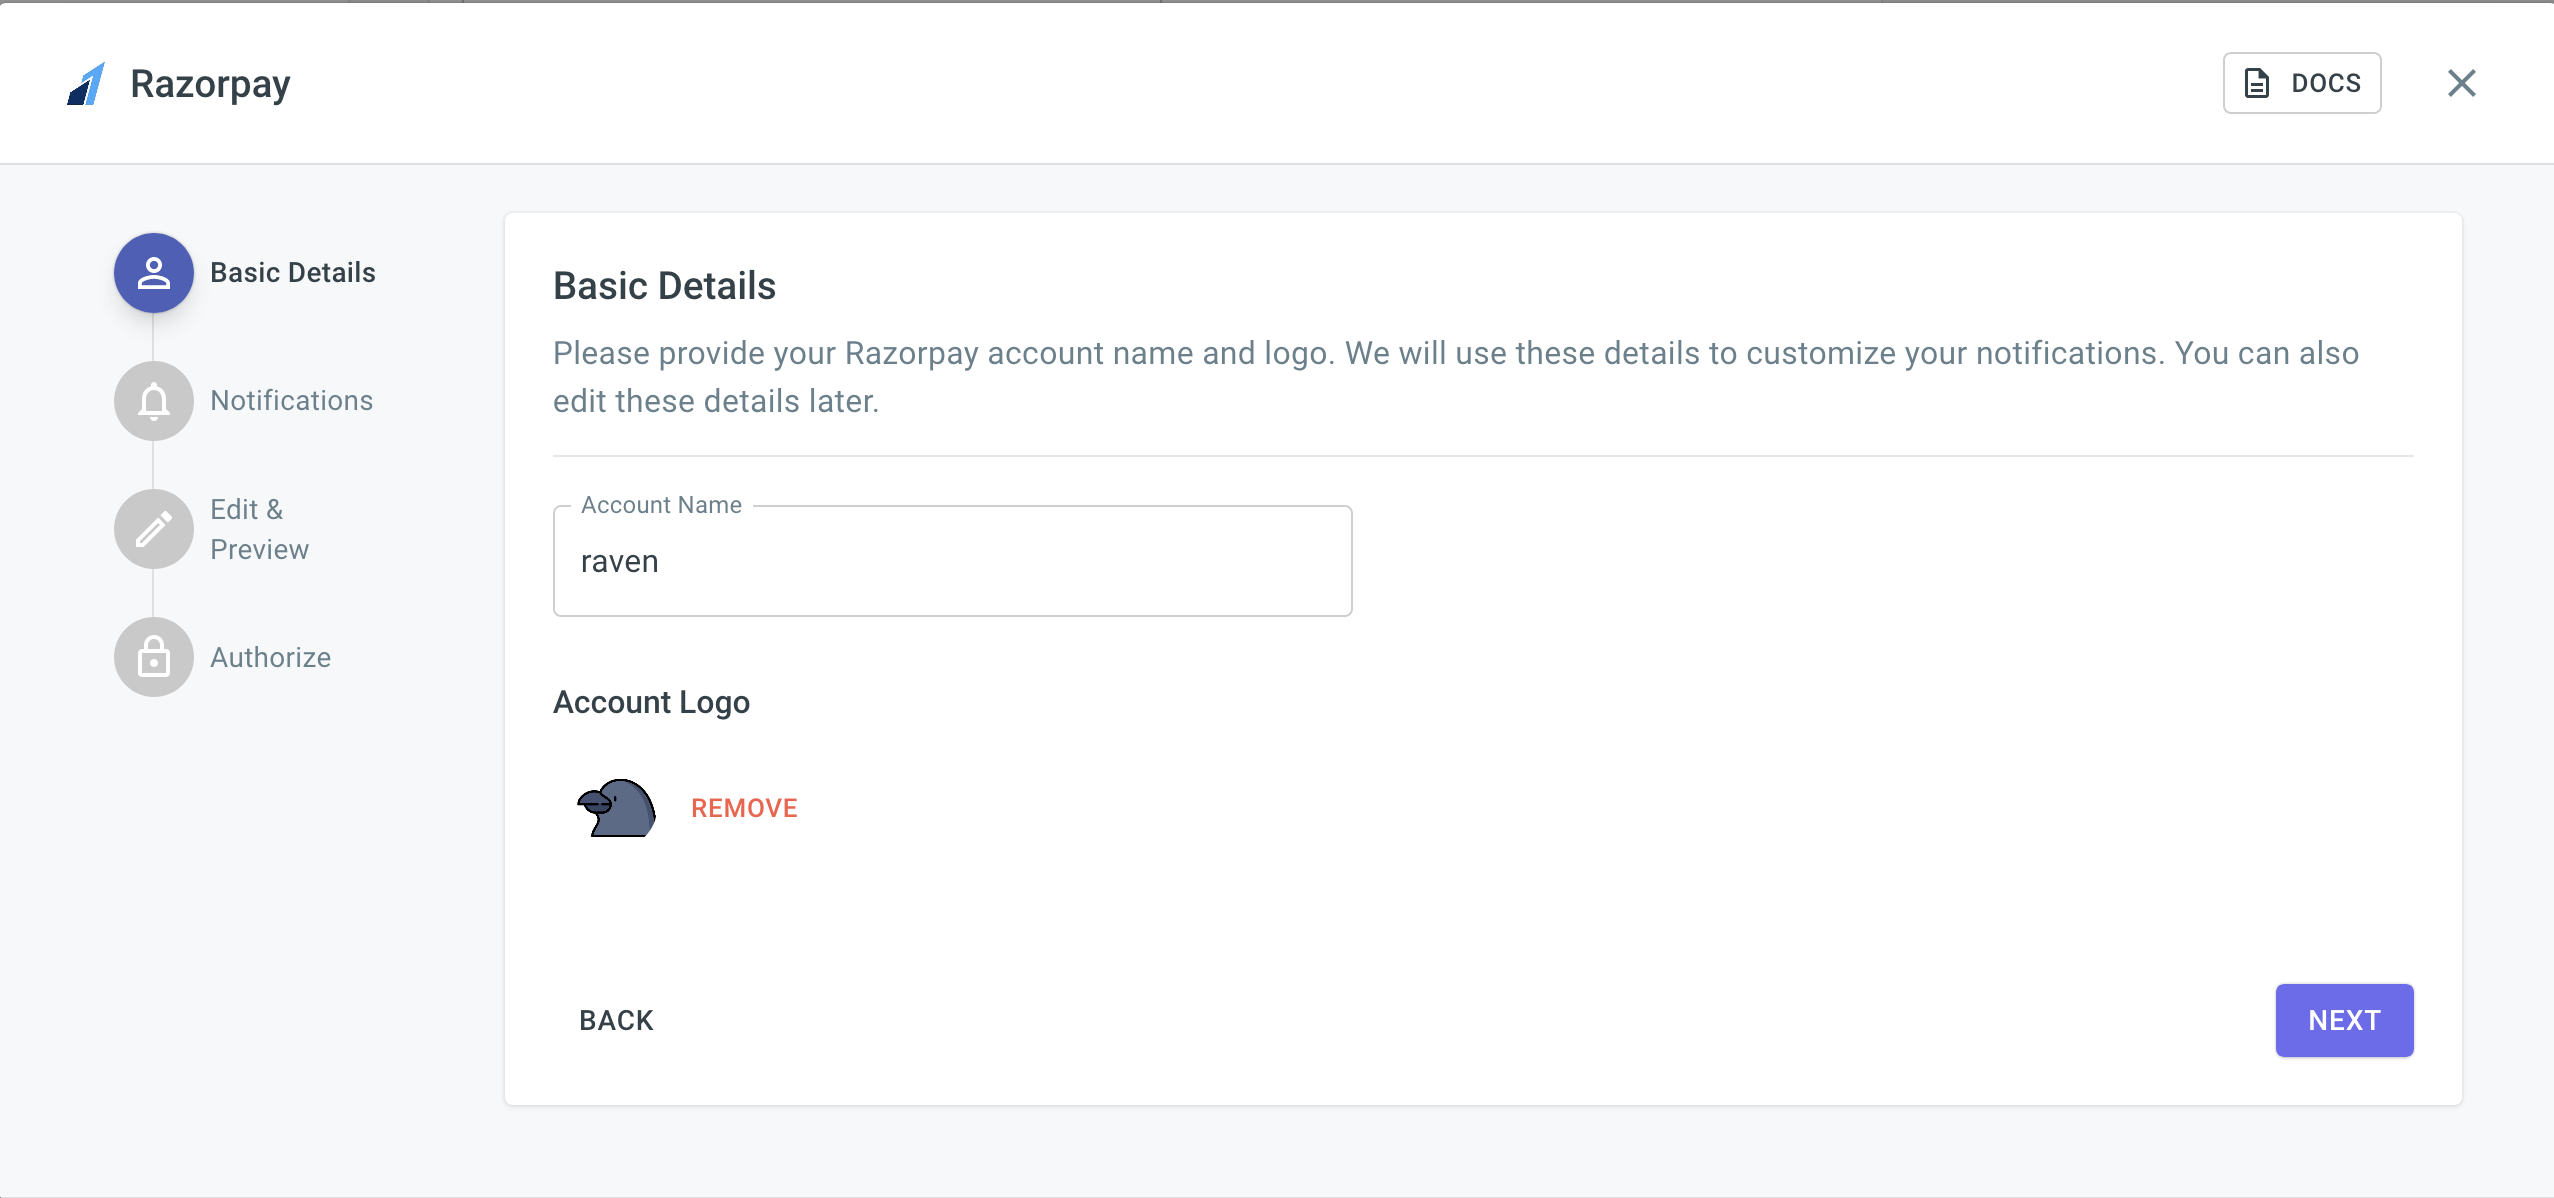 Razorpay
DOCS
Basic Details
Notifications
Edit &
Preview
Authorize
Basic Details
Please provide your Razorpay account name and logo. We will use these details to customize your notifications. You can also
edit these details later.
Account Name
raven
Account Logo
REMOVE
BACK
NEXT